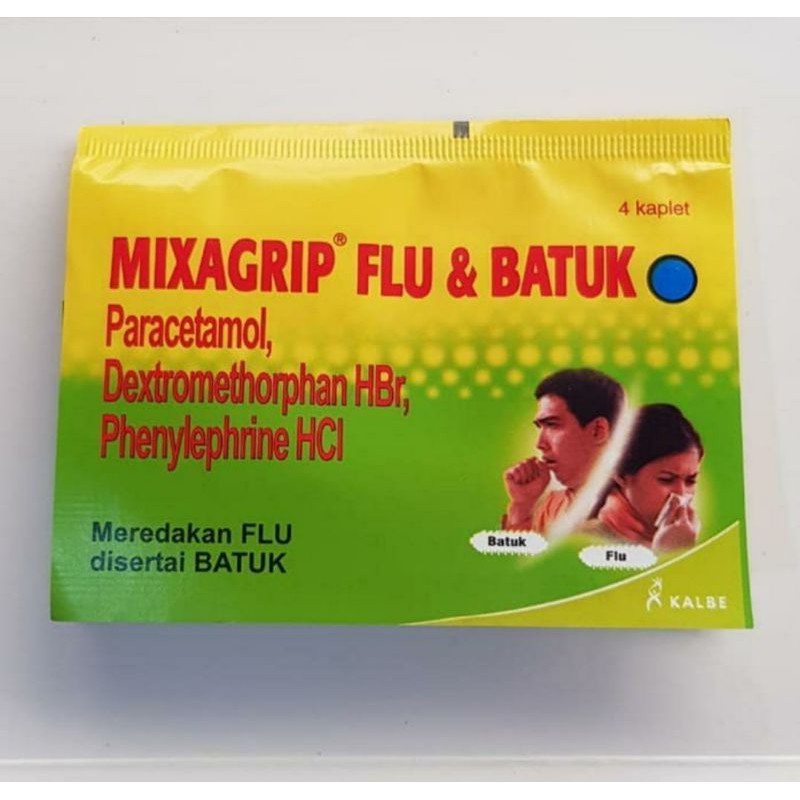 4 kaplet
MIXAGRIP® FLU & BATUK
Paracetamol,
Dextromethorphan HBr,
Phenylephrine HCl
Meredakan FLU
disertai BATUK
Batuk
Flu
KALBE